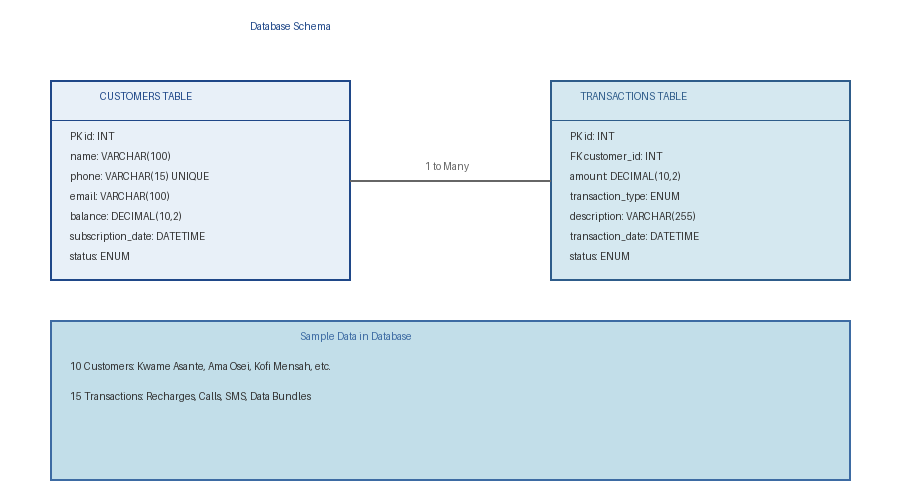 Database Schema
CUSTOMERS TABLE
PK id: INT
name: VARCHAR(100)
phone: VARCHAR(15) UNIQUE
email: VARCHAR(100)
balance: DECIMAL(10,2)
subscription_date: DATETIME
status: ENUM
1 to Many
TRANSACTIONS TABLE
PK id: INT
FK customer_id: INT
amount: DECIMAL(10,2)
transaction_type: ENUM
description: VARCHAR(255)
transaction_date: DATETIME
status: ENUM
Sample Data in Database
10 Customers: Kwame Asante, Ama Osei, Kofi Mensah, etc.
15 Transactions: Recharges, Calls, SMS, Data Bundles